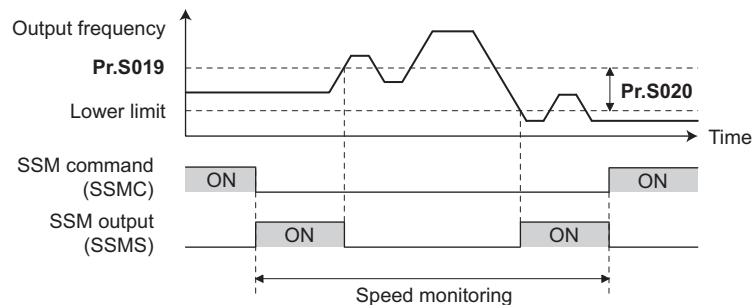 Output frequency
Pr.S019
Pr.S020
Lower limit
Time
SSM command
(SSMC)
ON
ON
SSM output
(SSMS)
ON
ON
Speed monitoring